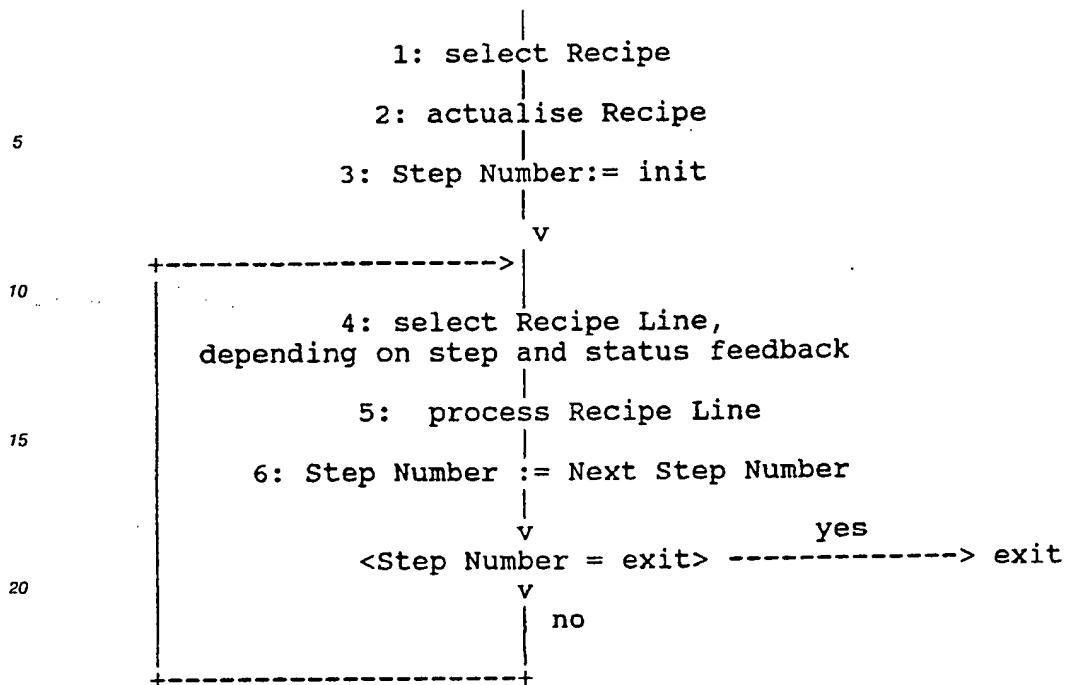 1: select Recipe
2: actualise Recipe
5
3: Step Number:= init
v
+-------------------->
10
4: select Recipe Line,
depending on step and status feedback
5: process Recipe Line
15
6: Step Number := Next Step Number
v yes
<Step Number = exit> -------------> exit
20 v
no
+---------------------+